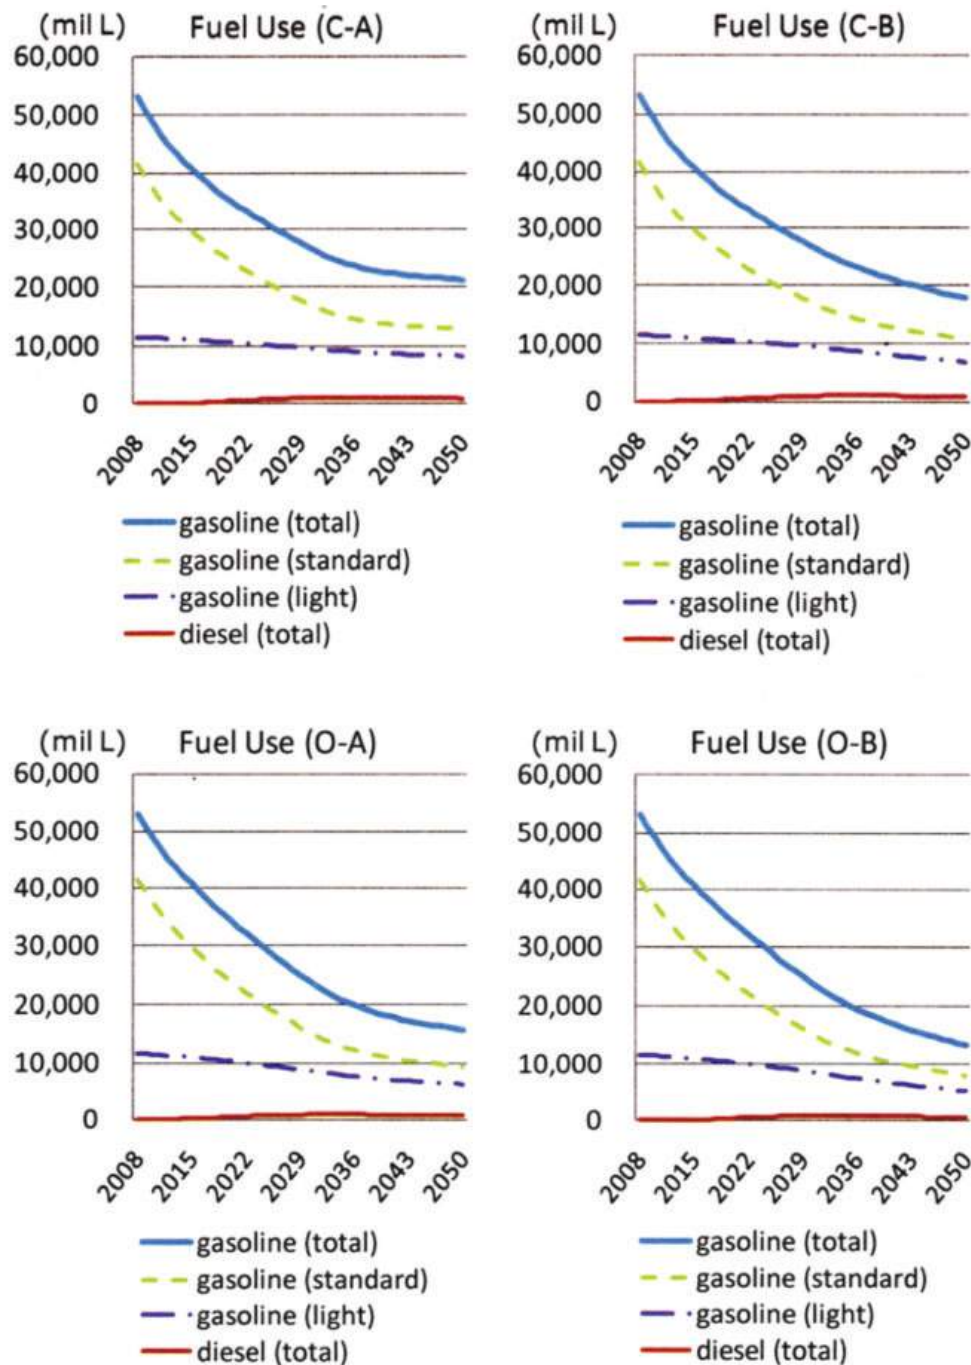 (mil L) Fuel Use (C-A)
60,000
50,000
40,000
30,000
20,000
10,000
0
2008 2015 2022 2029 2036 2043 2050
gasoline (total)
gasoline (standard)
gasoline (light)
diesel (total)
(mil L) Fuel Use (C-B)
60,000
50,000
40,000
30,000
20,000
10,000
0
2008 2015 2022 2029 2036 2043 2050
gasoline (total)
gasoline (standard)
gasoline (light)
diesel (total)
(mil L) Fuel Use (O-A)
60,000
50,000
40,000
30,000
20,000
10,000
0
2008 2015 2022 2029 2036 2043 2050
gasoline (total)
gasoline (standard)
gasoline (light)
diesel (total)
(mil L) Fuel Use (O-B)
60,000
50,000
40,000
30,000
20,000
10,000
0
2008 2015 2022 2029 2036 2043 2050
gasoline (total)
gasoline (standard)
gasoline (light)
diesel (total)